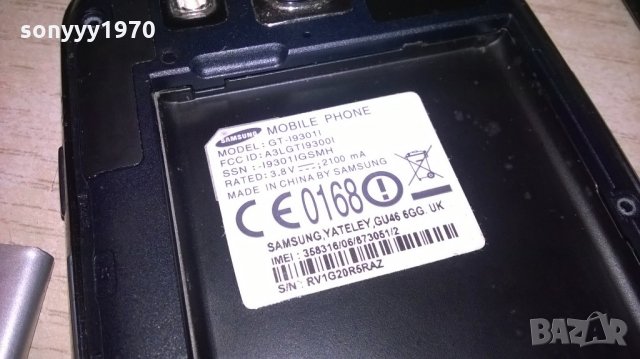 sonyyy1970
SAMSUNG MOBILE PHONE
MODEL: GT-I9301I
FCC ID: A3LGTI9300I
SSN : -I9301IGSMH
RATED: 3.8V ⎓ 2100 mA
MADE IN CHINA BY SAMSUNG
CE0168
SAMSUNG,YATELEY,GU46 6GG. UK
IMEI : 358316/06/873051/2
S/N: RV1G20R5RAZ
BAZAR
bg